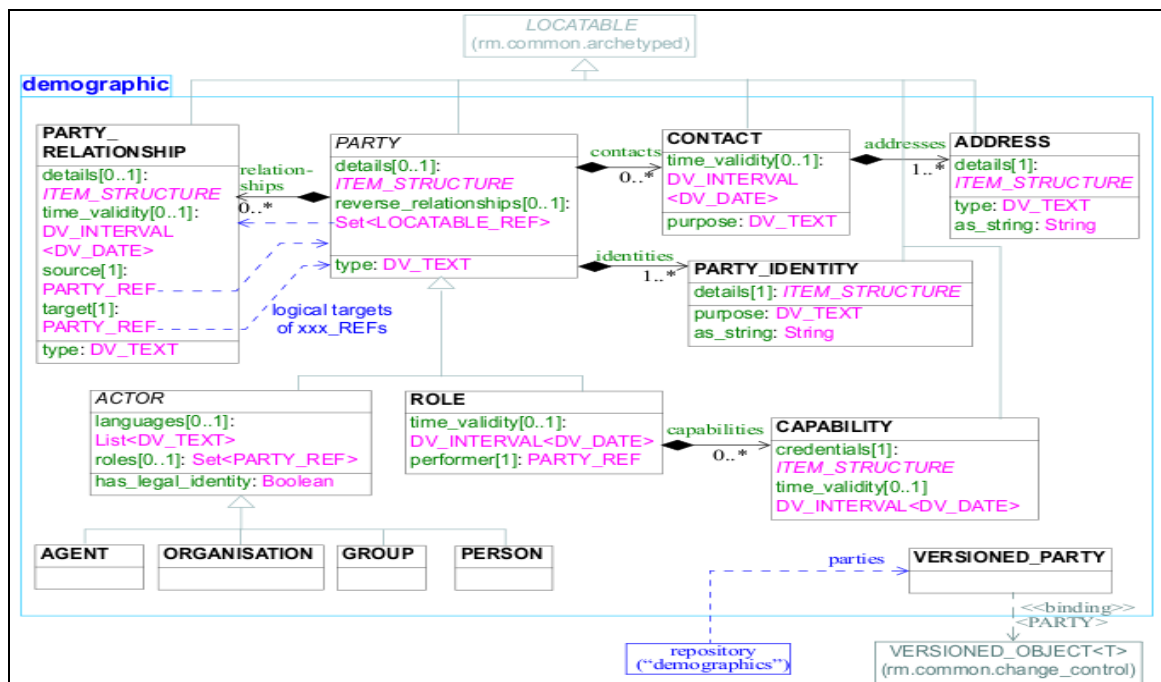 LOCATABLE
(rm.common.archetyped)
demographic
PARTY_
RELATIONSHIP
details[0..1]:
ITEM_STRUCTURE
time_validity[0..1]:
DV_INTERVAL
<DV_DATE>
source[1]
PARTY_REF
target[1]:
PARTY_REF
type: DV_TEXT
relation-
ships
0..*
PARTY
details[0..1]:
ITEM_STRUCTURE
reverse_relationships[0..1]:
Set<LOCATABLE_REF>
type: DV_TEXT
logical targets
of xxx_REFs
contacts
0..*
CONTACT
time_validity[0..1]:
DV_INTERVAL
<DV_DATE>
purpose: DV_TEXT
addresses
1..*
ADDRESS
details[1]:
ITEM_STRUCTURE
type: DV_TEXT
as_string: String
identities
1..*
PARTY_IDENTITY
details[1]: ITEM_STRUCTURE
purpose: DV_TEXT
as_string: String
ACTOR
languages[0..1]:
List<DV_TEXT>
roles[0..1]: Set<PARTY_REF>
has_legal_identity: Boolean
ROLE
time_validity[0..1]:
DV_INTERVAL<DV_DATE>
performer[1]: PARTY_REF
capabilities
0..*
CAPABILITY
credentials[1]:
ITEM_STRUCTURE
time_validity[0..1]
DV_INTERVAL<DV_DATE>
AGENT
ORGANISATION
GROUP
PERSON
parties
VERSIONED_PARTY
<<binding>>
<PARTY>
repository
(“demographics”)
VERSIONED_OBJECT<T>
(rm.common.change_control)